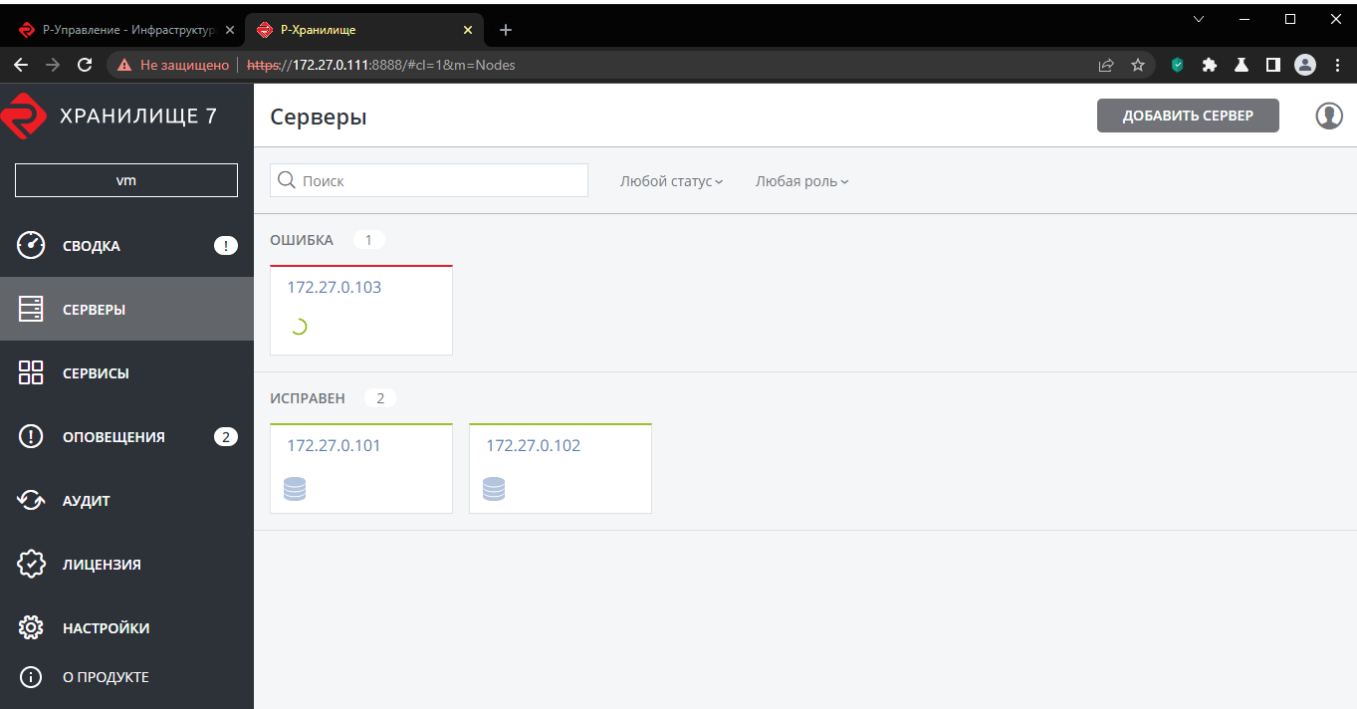 Р-Управление - Инфраструктур
Р-Хранилище
Не защищено
https://172.27.0.111:8888/#cl=1&m=Nodes
ХРАНИЛИЩЕ 7
Серверы
ДОБАВИТЬ СЕРВЕР
vm
Поиск
Любой статус
Любая роль
СВОДКА !
СЕРВЕРЫ
СЕРВИСЫ
ОПОВЕЩЕНИЯ 2
АУДИТ
ЛИЦЕНЗИЯ
НАСТРОЙКИ
О ПРОДУКТЕ
ОШИБКА 1
172.27.0.103
ИСПРАВЕН 2
172.27.0.101
172.27.0.102